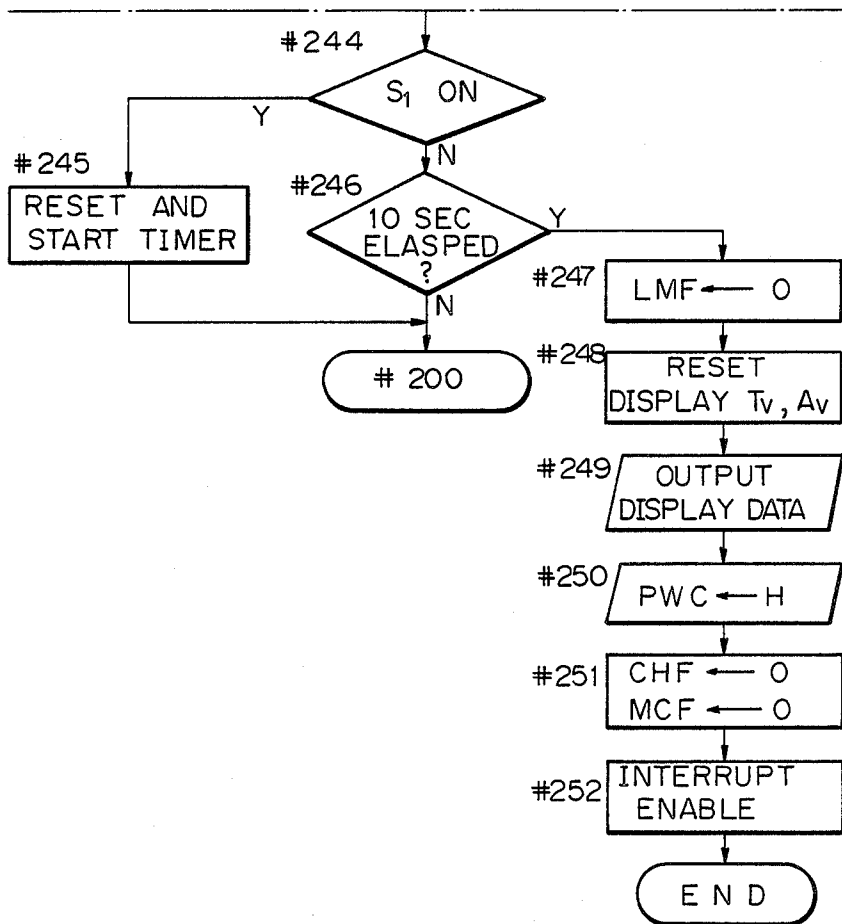 #244
S₁ ON
Y
N
#245
RESET AND
START TIMER
#246
10 SEC
ELASPED
?
Y
N
# 200
#247
LMF ← 0
#248
RESET
DISPLAY Tv, Av
#249
OUTPUT
DISPLAY DATA
#250
PWC ← H
#251
CHF ← 0
MCF ← 0
#252
INTERRUPT
ENABLE
END